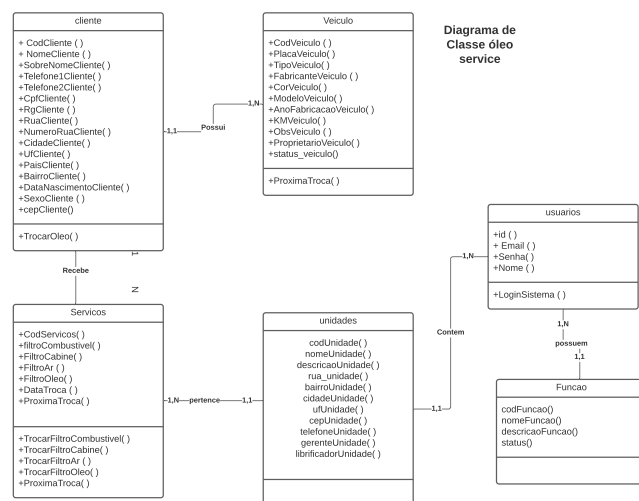 cliente
+ CodCliente ( )
+ NomeCliente ( )
+SobreNomeCliente( )
+Telefone1Cliente( )
+Telefone2Cliente( )
+CpfCliente( )
+RgCliente ( )
+RuaCliente( )
+NumeroRuaCliente( )
+CidadeCliente( )
+UfCliente( )
+PaisCliente( )
+BairroCliente( )
+DataNascimentoCliente( )
+SexoCliente ( )
+cepCliente()
+TrocarOleo( )
1,1
Possui
1,N
Veiculo
+CodVeiculo ( )
+PlacaVeiculo( )
+TipoVeiculo( )
+FabricanteVeiculo ( )
+CorVeiculo( )
+ModeloVeiculo( )
+AnoFabricacaoVeiculo( )
+KMVeiculo( )
+ObsVeiculo ( )
+ProprietarioVeiculo( )
+status_veiculo()
+ProximaTroca( )
Diagrama de
Classe óleo
service
1
Recebe
N
Servicos
+CodServicos( )
+filtroCombustivel( )
+FiltroCabine( )
+FiltroAr ( )
+FiltroOleo( )
+DataTroca ( )
+ProximaTroca( )
+TrocarFiltroCombustivel( )
+TrocarFiltroCabine( )
+TrocarFiltroAr ( )
+TrocarFiltroOleo( )
+ProximaTroca( )
1,N
pertence
1,1
unidades
codUnidade( )
nomeUnidade( )
descricaoUnidade( )
rua_unidade( )
bairroUnidade( )
cidadeUnidade( )
ufUnidade( )
cepUnidade( )
telefoneUnidade( )
gerenteUnidade( )
librificadorUnidade( )
1,1
Contem
1,N
usuarios
+id ( )
+ Email ( )
+Senha( )
+Nome ( )
+LoginSistema ( )
1,N
possuem
1,1
Funcao
codFuncao()
nomeFuncao()
descricaoFuncao()
status()